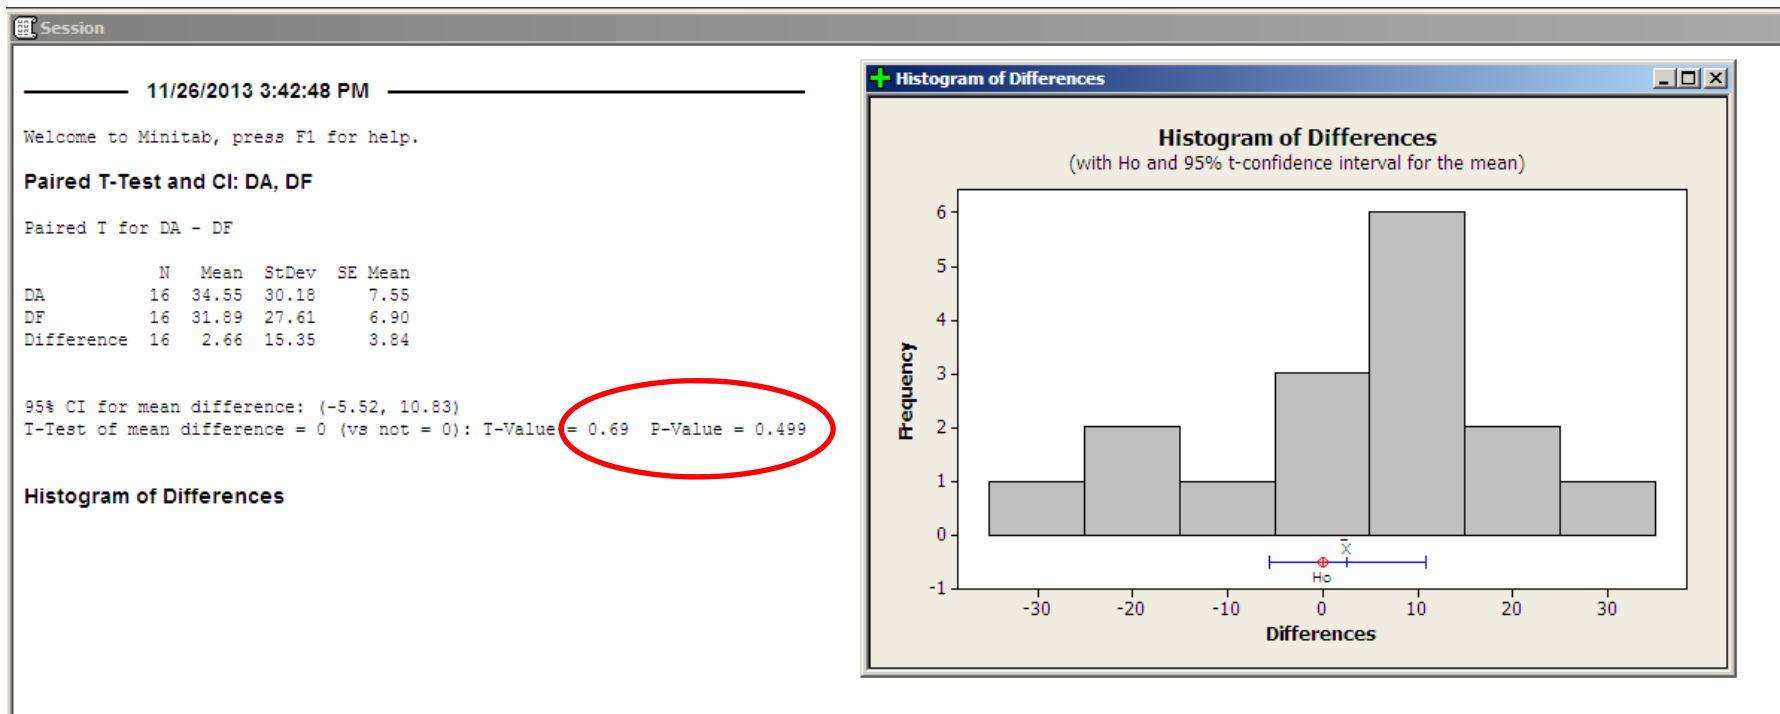 Session
11/26/2013 3:42:48 PM
Welcome to Minitab, press F1 for help.
Paired T-Test and CI: DA, DF
Paired T for DA - DF
N Mean StDev SE Mean
DA 16 34.55 30.18 7.55
DF 16 31.89 27.61 6.90
Difference 16 2.66 15.35 3.84
95% CI for mean difference: (-5.52, 10.83)
T-Test of mean difference = 0 (vs not = 0): T-Value = 0.69 P-Value = 0.499
Histogram of Differences
Histogram of Differences
Histogram of Differences
(with Ho and 95% t-confidence interval for the mean)
Frequency
6
5
4
3
2
1
0
-1
X̄
Ho
-30 -20 -10 0 10 20 30
Differences